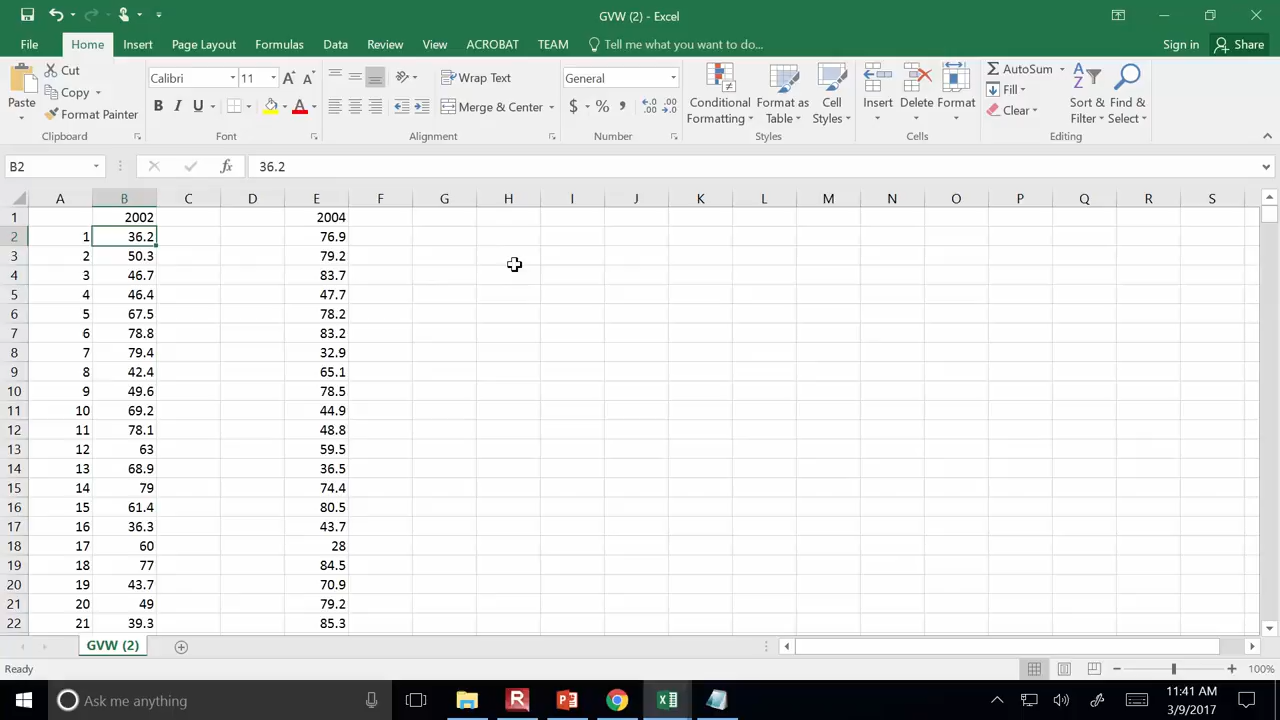 GVW (2) - Excel
File Home Insert Page Layout Formulas Data Review View ACROBAT TEAM Tell me what you want to do... Sign in Share
Paste Cut Copy Format Painter
Calibri 11
B I U A A A
Wrap Text
Merge & Center
General
$ % , .0 .00 .00 .0
Conditional Formatting
Format as Table
Cell Styles
Insert Delete Format
AutoSum Fill Clear
Sort & Filter
Find & Select
Clipboard Font Alignment Number Styles Cells Editing
B2 fx 36.2
A B C D E F G H I J K L M N O P Q R S
1 2002 2004
2 1 36.2 76.9
3 2 50.3 79.2
4 3 46.7 83.7
5 4 46.4 47.7
6 5 67.5 78.2
7 6 78.8 83.2
8 7 79.4 32.9
9 8 42.4 65.1
10 9 49.6 78.5
11 10 69.2 44.9
12 11 78.1 48.8
13 12 63 59.5
14 13 68.9 36.5
15 14 79 74.4
16 15 61.4 80.5
17 16 36.3 43.7
18 17 60 28
19 18 77 84.5
20 19 43.7 70.9
21 20 49 79.2
22 21 39.3 85.3
GVW (2)
Ready 100%
Ask me anything
11:41 AM
3/9/2017